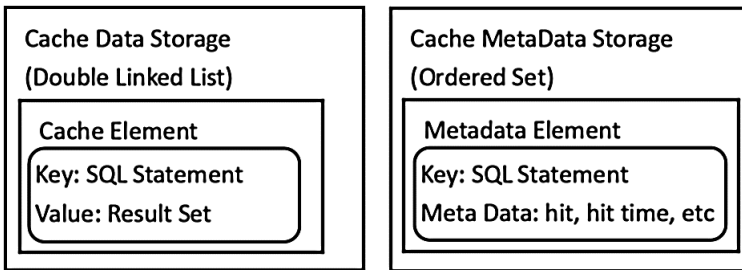 Cache Data Storage
(Double Linked List)
Cache Element
Key: SQL Statement
Value: Result Set
Cache MetaData Storage
(Ordered Set)
Metadada Element
Key: SQL Statement
Meta Data: hit, hit time, etc